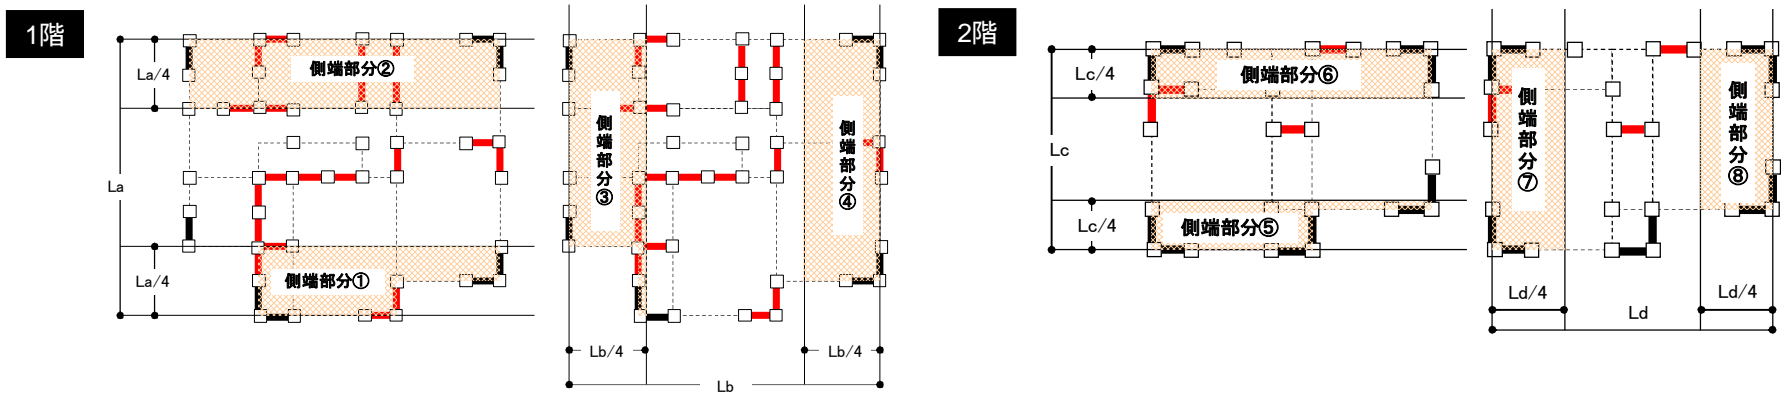 1階
La/4
側端部分②
La
La/4
側端部分①
側端部分③
側端部分④
Lb/4
Lb/4
Lb
2階
Lc/4
側端部分⑥
Lc
Lc/4
側端部分⑤
側端部分⑦
側端部分⑧
Ld/4
Ld/4
Ld